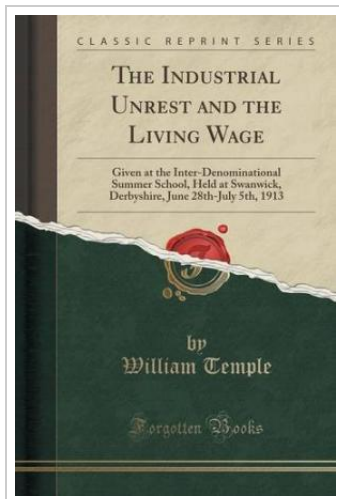 CLASSIC REPRINT SERIES
THE INDUSTRIAL
UNREST AND THE
LIVING WAGE
Given at the Inter-Denominational
Summer School, Held at Swanwick,
Derbyshire, June 28th-July 5th, 1913
F
by
William Temple
Forgotten Books